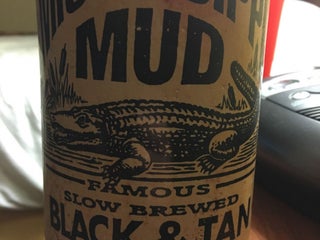 MUD
FAMOUS
SLOW BREWED
BLACK & TAN